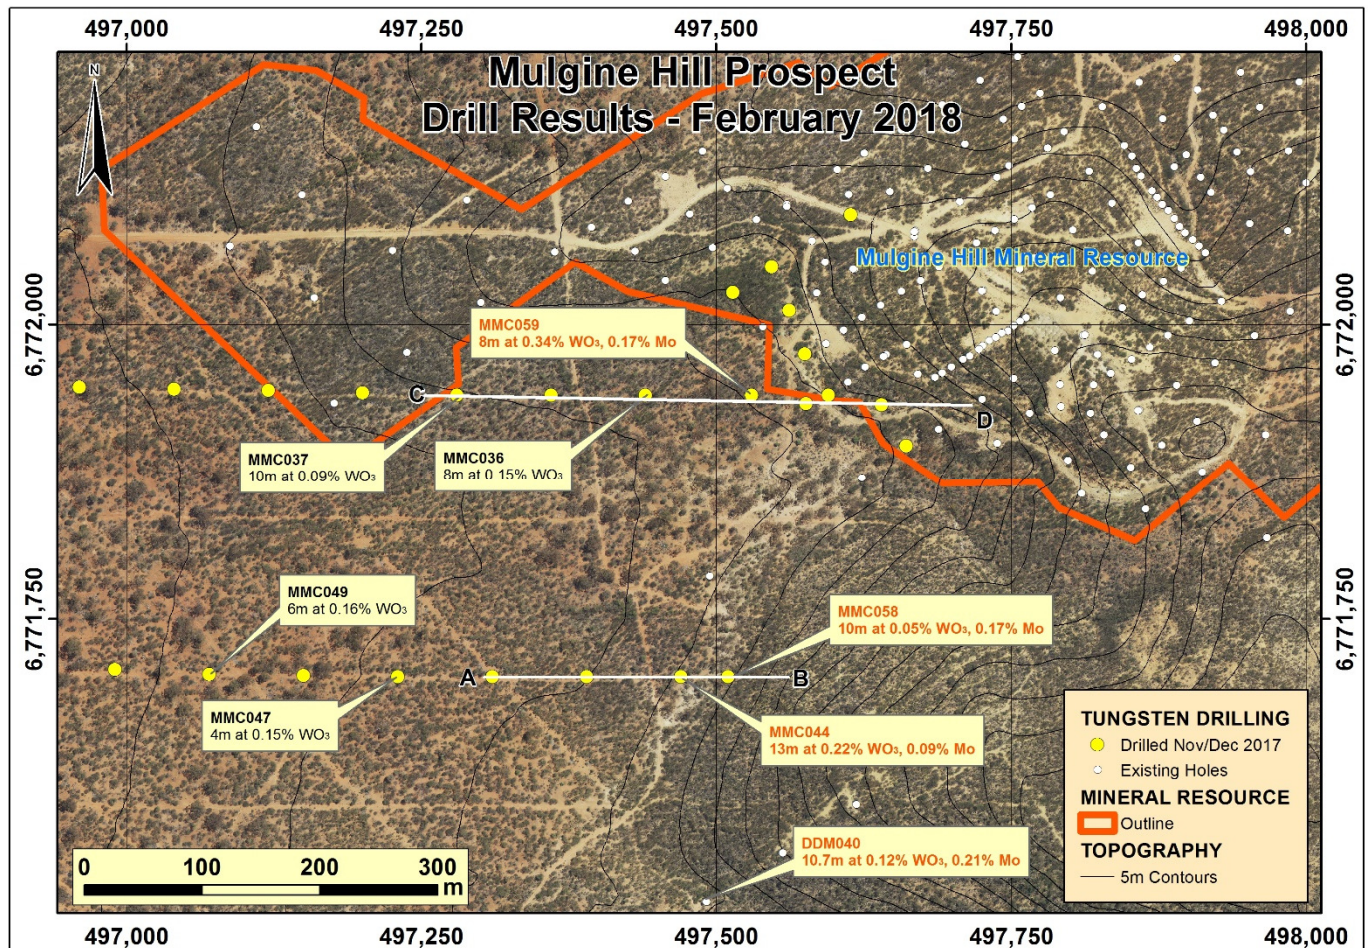 497,000 497,250 497,500 497,750 498,000
N
Mulgine Hill Prospect
Drill Results - February 2018
Mulgine Hill Mineral Resource
6,772,000 6,772,000
MMC059
8m at 0.34% WO₃, 0.17% Mo
C
D
MMC037
10m at 0.09% WO₃
MMC036
8m at 0.15% WO₃
MMC049
6m at 0.16% WO₃
MMC058
10m at 0.05% WO₃, 0.17% Mo
6,771,750 6,771,750
A
B
MMC047
4m at 0.15% WO₃
MMC044
13m at 0.22% WO₃, 0.09% Mo
DDM040
10.7m at 0.12% WO₃, 0.21% Mo
TUNGSTEN DRILLING
Drilled Nov/Dec 2017
Existing Holes
MINERAL RESOURCE
Outline
TOPOGRAPHY
5m Contours
0 100 200 300
m
497,000 497,250 497,500 497,750 498,000